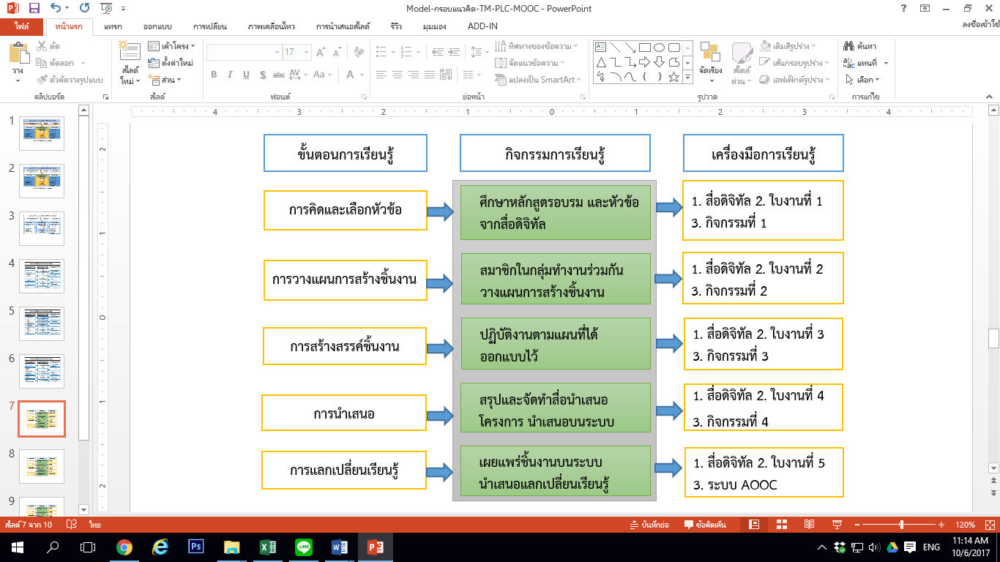 Model-กรอบแนวคิด-TM-PLC-MOOC - PowerPoint
ลงชื่อเข้าใช้
ไฟล์ หน้าแรก แทรก ออกแบบ การเปลี่ยน ภาพเคลื่อนไหว การนำเสนอสไลด์ รีวิว มุมมอง ADD-IN
วาง
ตัด
คัดลอก
ตัวคัดวางรูปแบบ
คลิปบอร์ด
สไลด์
ใหม่
เค้าโครง
ตั้งค่าใหม่
ส่วน
สไลด์
17
B I U S abc AV Aa A
ฟอนต์
ทิศทางของข้อความ
จัดแนวข้อความ
แปลงเป็น SmartArt
ย่อหน้า
จัดเรียง
สไตล์
ด่วน
เติมสีรูปร่าง
เส้นกรอบรูปร่าง
เอฟเฟ็กต์รูปร่าง
รูปวาด
ค้นหา
แทนที่
เลือก
การแก้ไข
4 3 2 1 0 1 2 3 4
2 1 0 1 2
1
2
3
4
5
6
7
8
9
ขั้นตอนการเรียนรู้ กิจกรรมการเรียนรู้ เครื่องมือการเรียนรู้
การคิดและเลือกหัวข้อ
ศึกษาหลักสูตรอบรม และหัวข้อ
จากสื่อดิจิทัล
1. สื่อดิจิทัล 2. ใบงานที่ 1
3. กิจกรรมที่ 1
การวางแผนการสร้างชิ้นงาน
สมาชิกในกลุ่มทำงานร่วมกัน
วางแผนการสร้างชิ้นงาน
1. สื่อดิจิทัล 2. ใบงานที่ 2
3. กิจกรรมที่ 2
การสร้างสรรค์ชิ้นงาน
ปฏิบัติงานตามแผนที่ได้
ออกแบบไว้
1. สื่อดิจิทัล 2. ใบงานที่ 3
3. กิจกรรมที่ 3
การนำเสนอ
สรุปและจัดทำสื่อนำเสนอ
โครงการ นำเสนอบนระบบ
1. สื่อดิจิทัล 2. ใบงานที่ 4
3. กิจกรรมที่ 4
การแลกเปลี่ยนเรียนรู้
เผยแพร่ชิ้นงานบนระบบ
นำเสนอแลกเปลี่ยนเรียนรู้
1. สื่อดิจิทัล 2. ใบงานที่ 5
3. ระบบ AOOC
สไลด์ 7 จาก 10 ไทย บันทึกย่อ ข้อคิดเห็น 120%
ENG
11:14 AM
10/6/2017